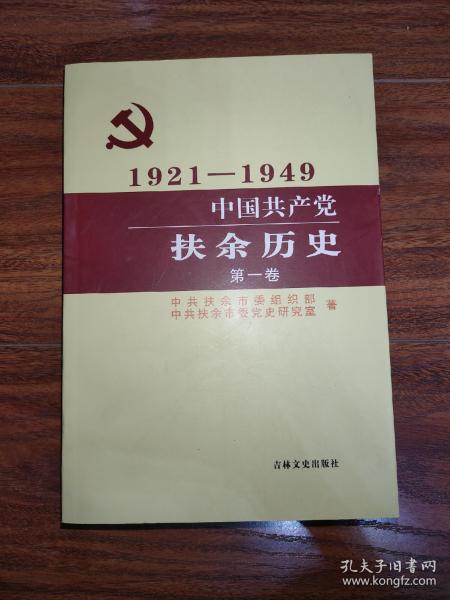 1921—1949
中国共产党
扶余历史
第一卷
中共扶余市委组织部
中共扶余市委党史研究室
著
吉林文史出版社
孔夫子旧书网
www.kongfz.com